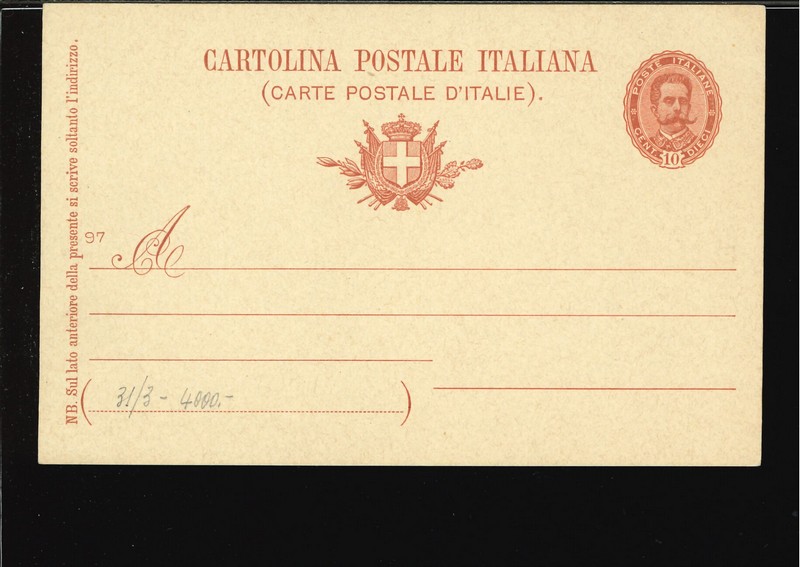 CARTOLINA POSTALE ITALIANA
(CARTE POSTALE D'ITALIE).
POSTE ITALIANE
CENT. 10 DIECI
NB. Sul lato anteriore della presente si scrive soltanto l'indirizzo.
97
A
(31/3 - 4000.-)